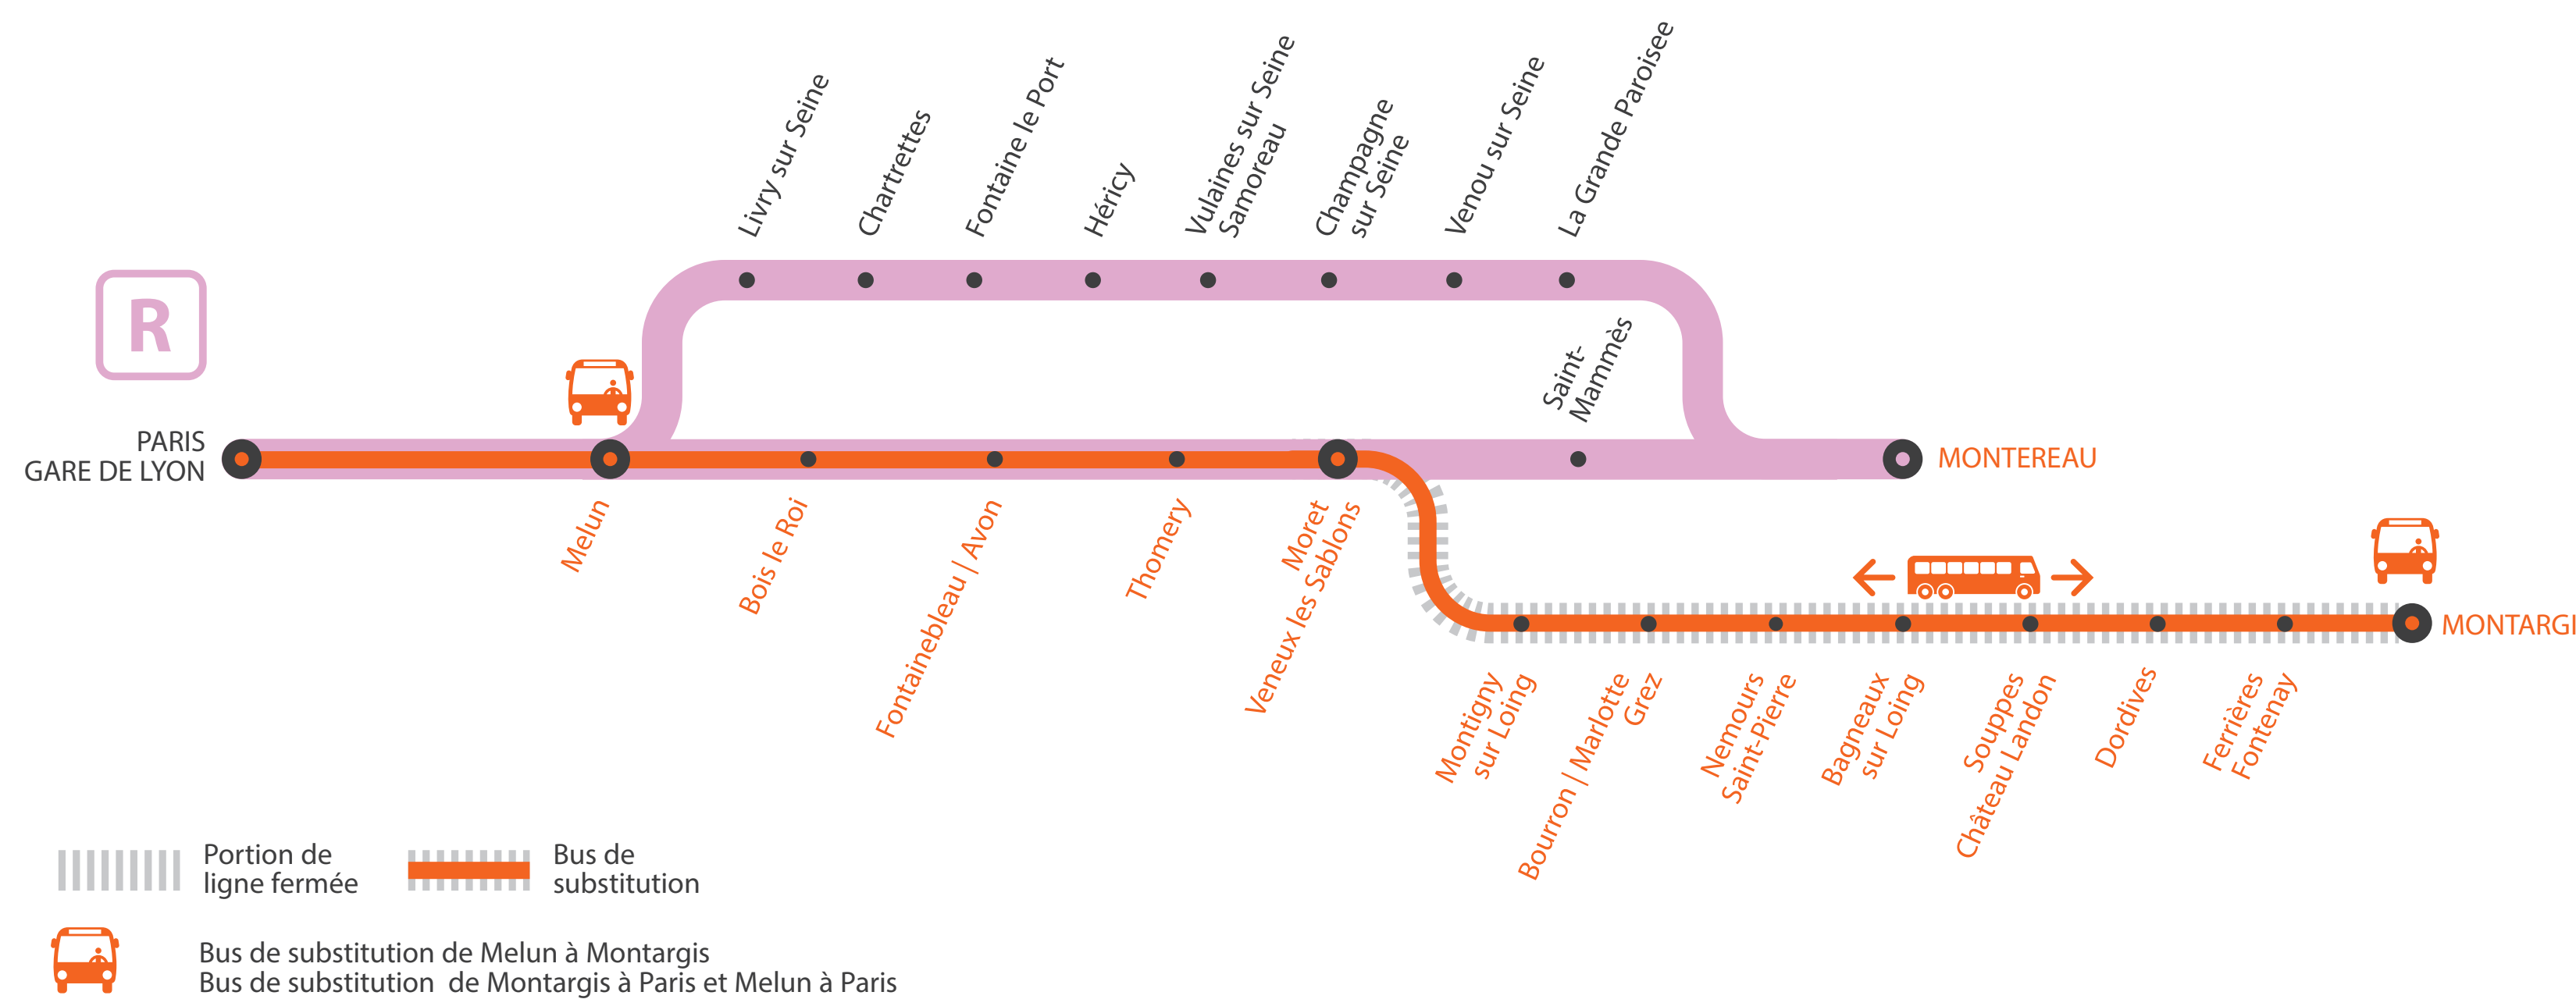 Livry sur Seine
Chartrettes
Fontaine le Port
Héricy
Vulaines sur Seine
Samoreau
Champagne
sur Seine
Venou sur Seine
La Grande Paroisee
R
Saint-
Mammès
PARIS
GARE DE LYON
MONTEREAU
Melun
Bois le Roi
Fontainebleau | Avon
Thomery
Moret
Veneux les Sablons
MONTARGI
Montigny
sur Loing
Bourron | Marlotte
Grez
Nemours
Saint-Pierre
Bagneaux
sur Loing
Souppes
Château Landon
Dordives
Ferrières
Fontenay
Portion de
ligne fermée
Bus de
substitution
Bus de substitution de Melun à Montargis
Bus de substitution de Montargis à Paris et Melun à Paris